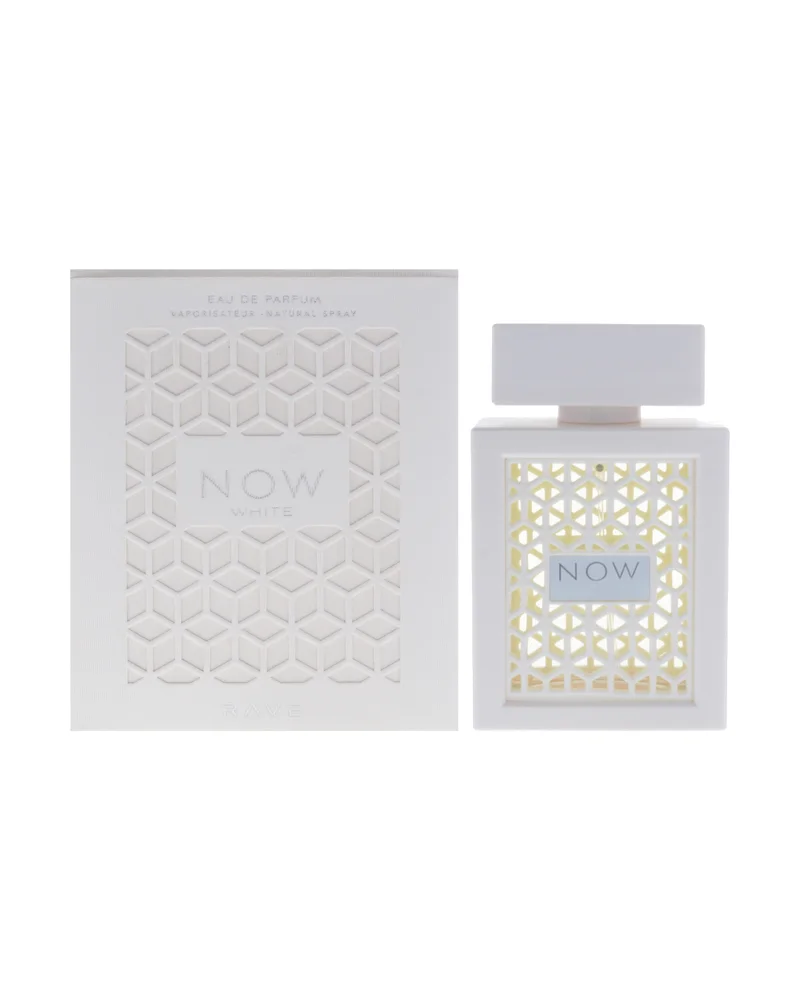 EAU DE PARFUM
VAPORISATEUR - NATURAL SPRAY
NOW
WHITE
RAVE
NOW